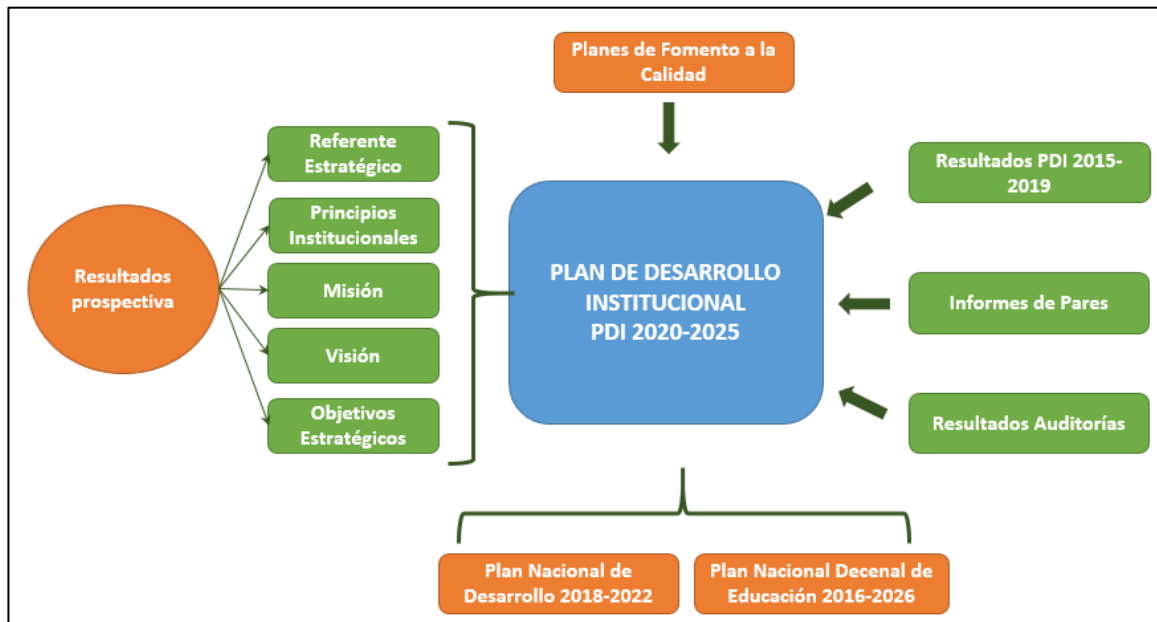 Planes de Fomento a la
Calidad
Referente
Estratégico
Principios
Institucionales
Misión
Visión
Objetivos
Estratégicos
Resultados
prospectiva
PLAN DE DESARROLLO
INSTITUCIONAL
PDI 2020-2025
Resultados PDI 2015-
2019
Informes de Pares
Resultados Auditorías
Plan Nacional de
Desarrollo 2018-2022
Plan Nacional Decenal de
Educación 2016-2026